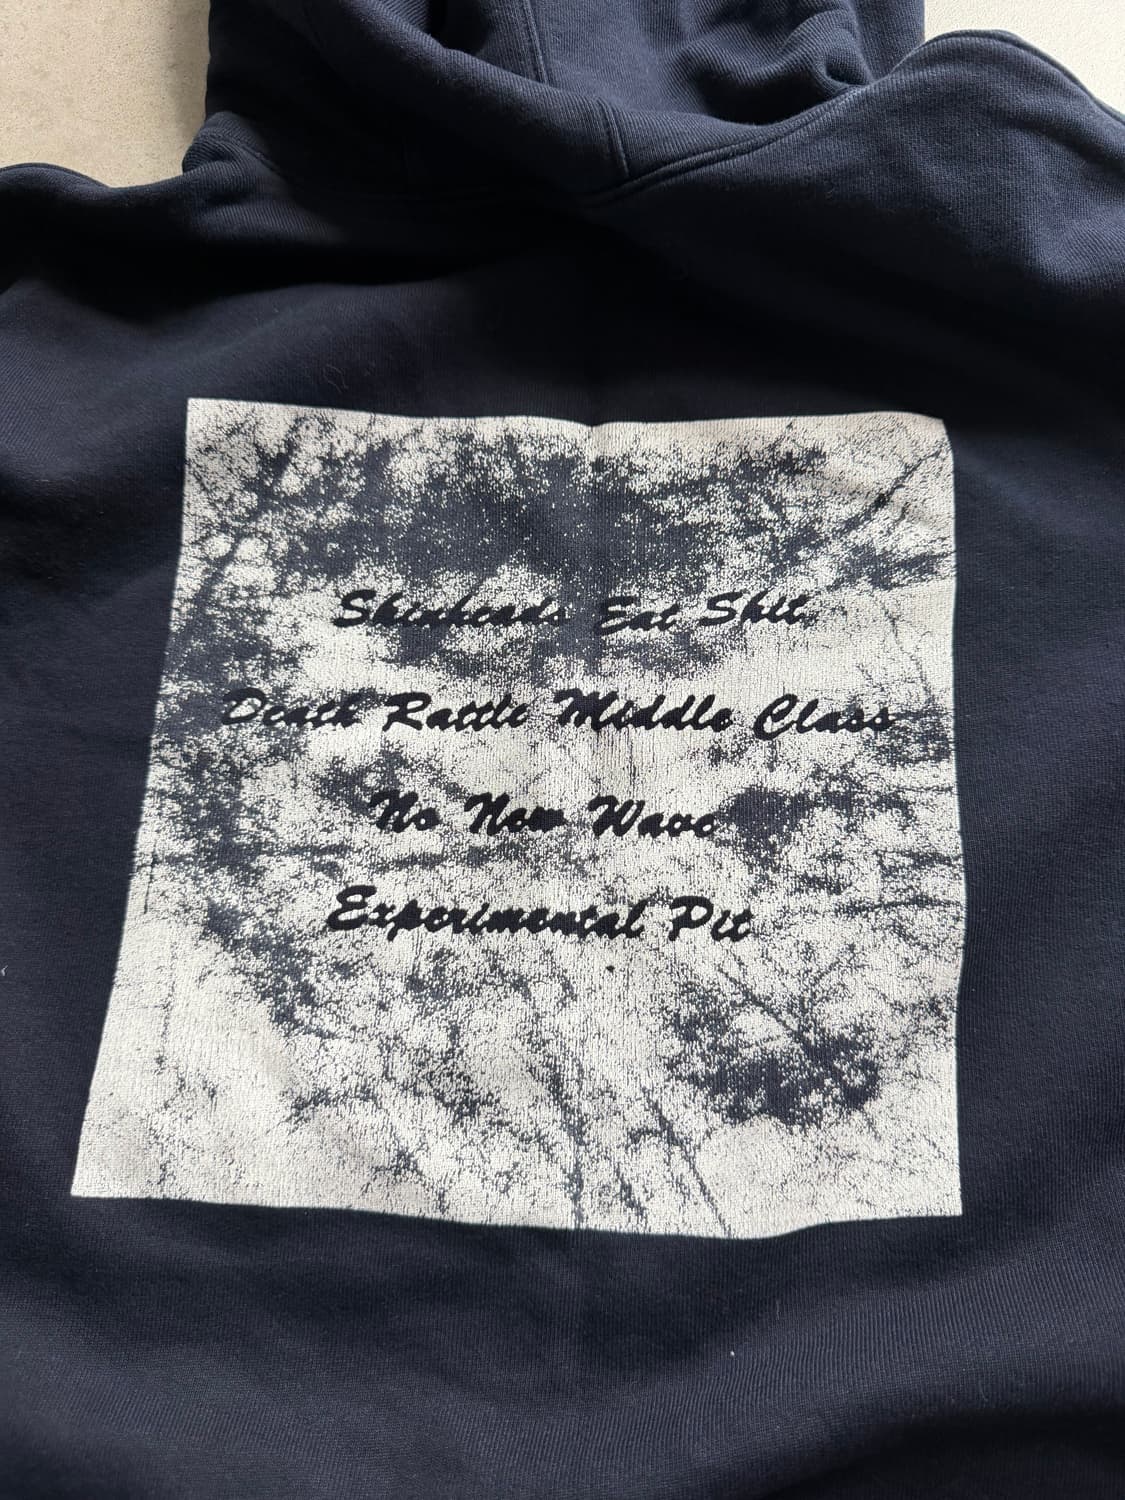 Skinheads Eat Shit
Death Rattle Middle Class
No New Wave
Experimental Pit